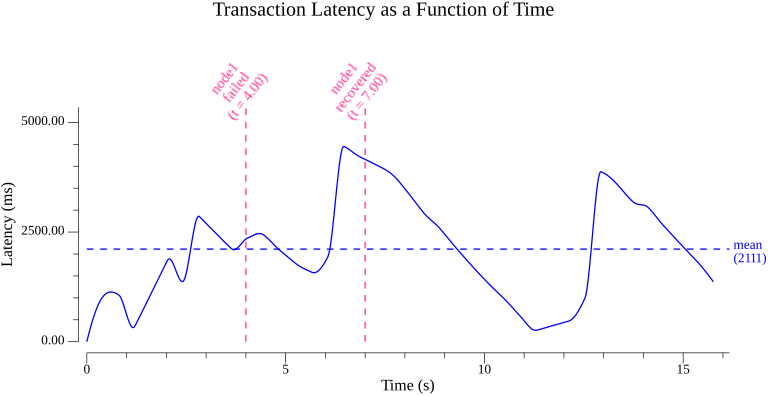 Transaction Latency as a Function of Time
node1
failed
(t = 4.00)
node1
recovered
(t = 7.00)
5000.00
2500.00
0.00
Latency (ms)
mean
(2111)
0
5
10
15
Time (s)